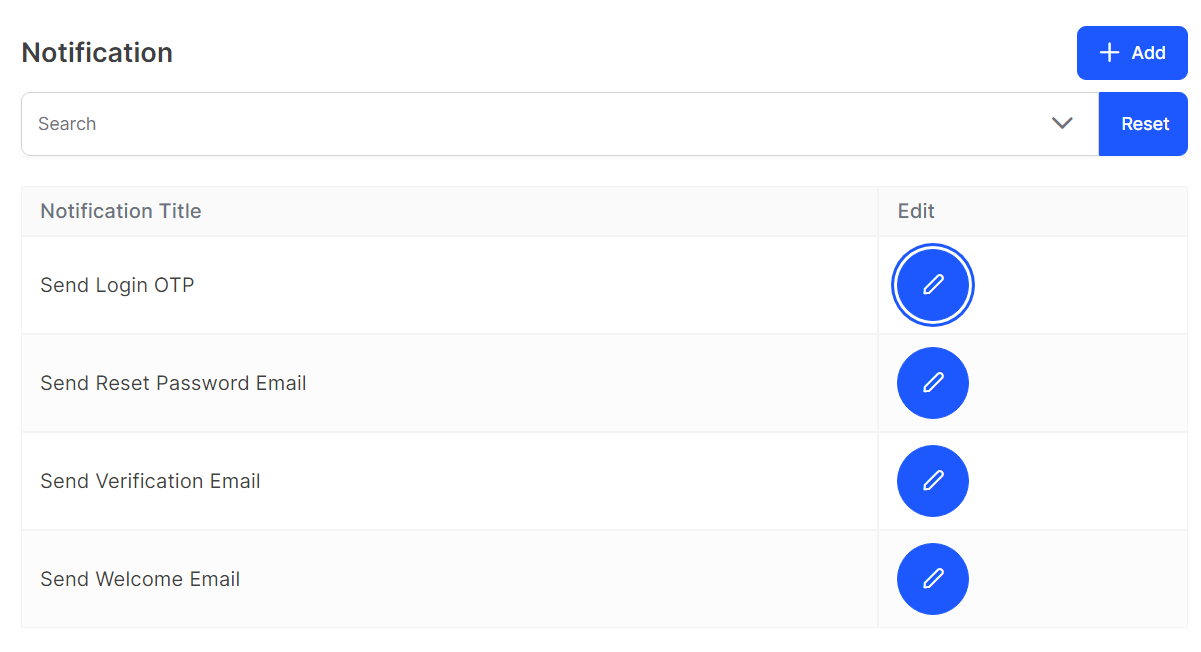 Notification
Add
Search
Reset
Notification Title
Edit
Send Login OTP
Send Reset Password Email
Send Verification Email
Send Welcome Email